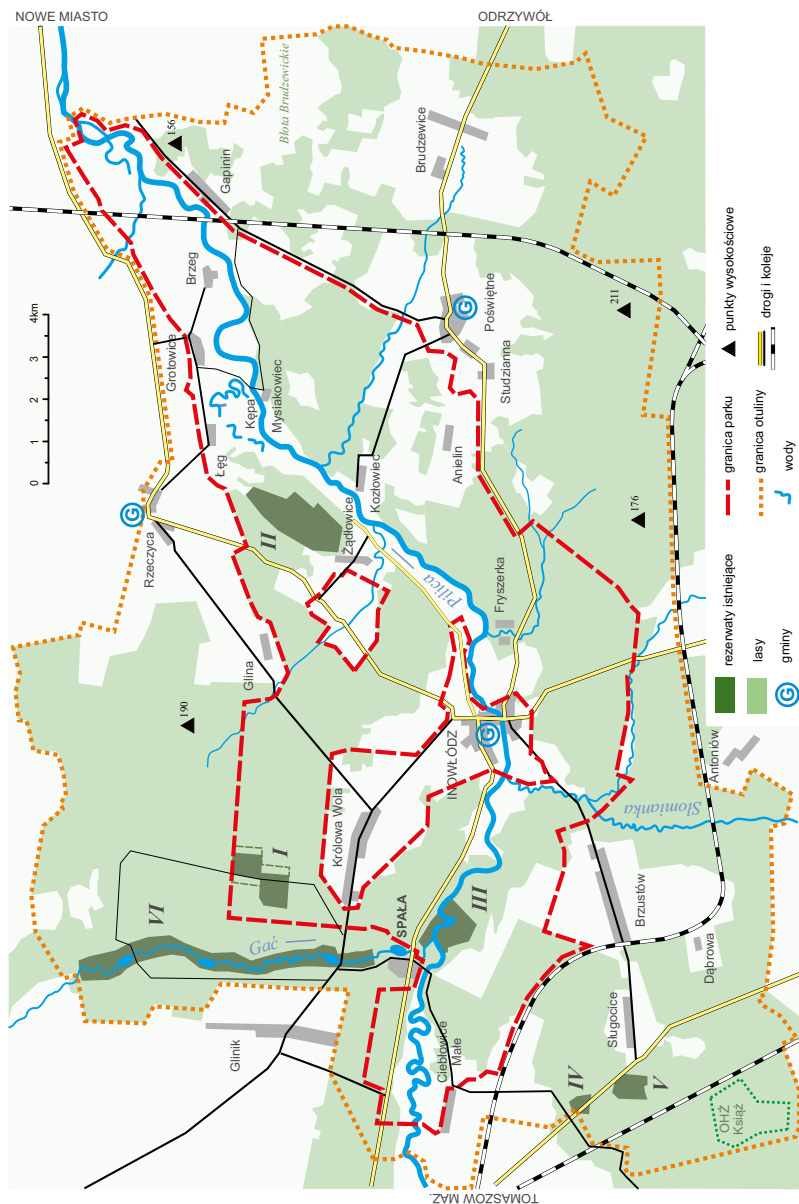 NOWE MIASTO
ODRZYWÓŁ
Błota Brudzewickie
156
Gapinin
Brudzewice
Brzeg
Grotowice
0 1 2 3 4km
Poświętne
G
Studzianna
211
Mysiakowiec
Kępa
Łęg
Anielin
Kozłowiec
Rzeczyca
G
II
Żądłowice
176
Pilica
Fryszerka
Glina
190
INOWŁÓDZ
G
Antoniów
Słomianka
Królowa Wola
I
VI
Gać
SPAŁA
III
Brzustów
Dąbrowa
Glinik
Ciebłowice
Małe
Sługocice
IV
V
OHŻ
Książ
TOMASZÓW MAZ.
rezerwaty istniejące
lasy
G
gminy
granica parku
granica otuliny
wody
punkty wysokościowe
drogi i koleje